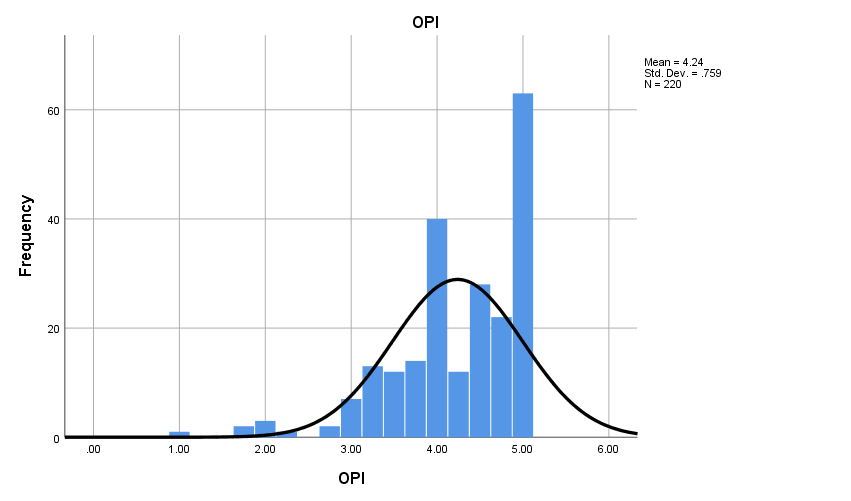 OPI
Mean = 4.24
Std. Dev. = .759
N = 220
60
40
20
0
Frequency
.00 1.00 2.00 3.00 4.00 5.00 6.00
OPI